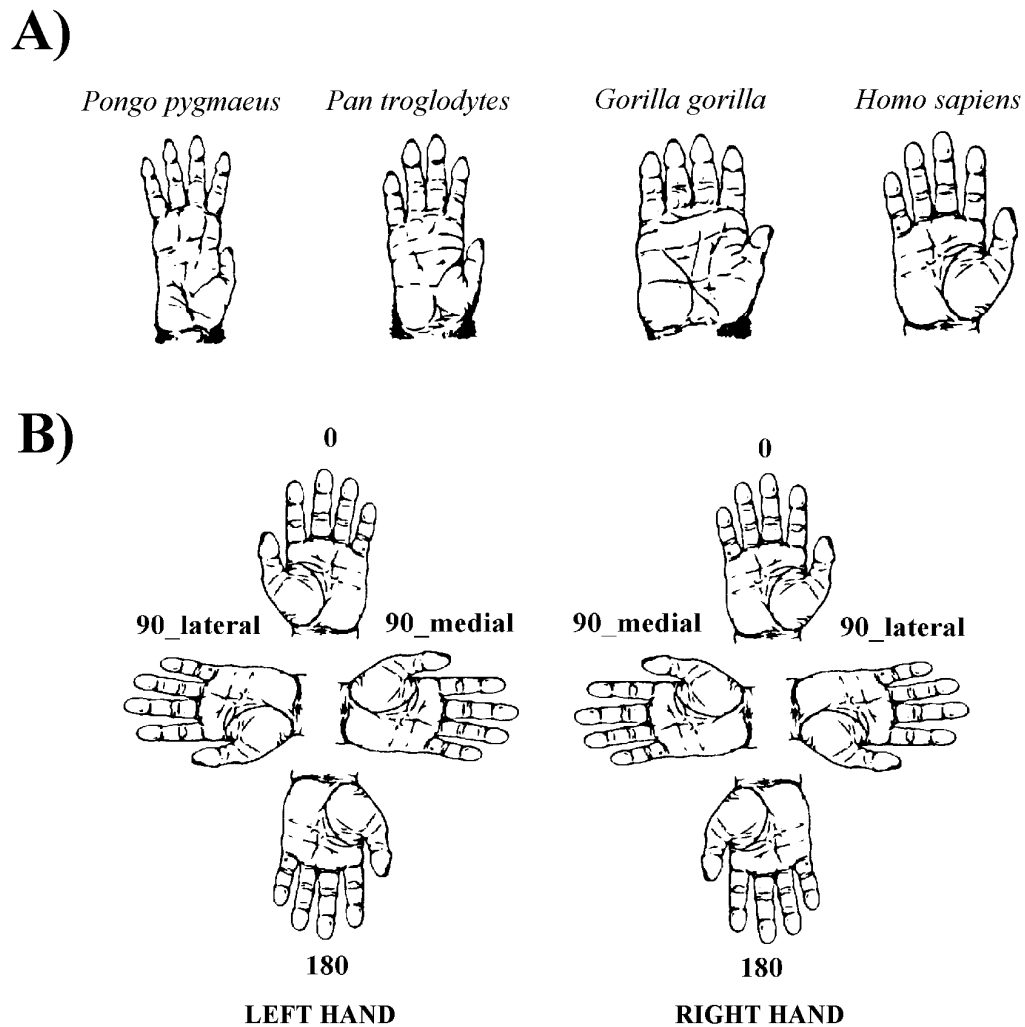 A)
Pongo pygmaeus Pan troglodytes Gorilla gorilla Homo sapiens
B)
0 0
90_lateral 90_medial 90_medial 90_lateral
180 180
LEFT HAND RIGHT HAND